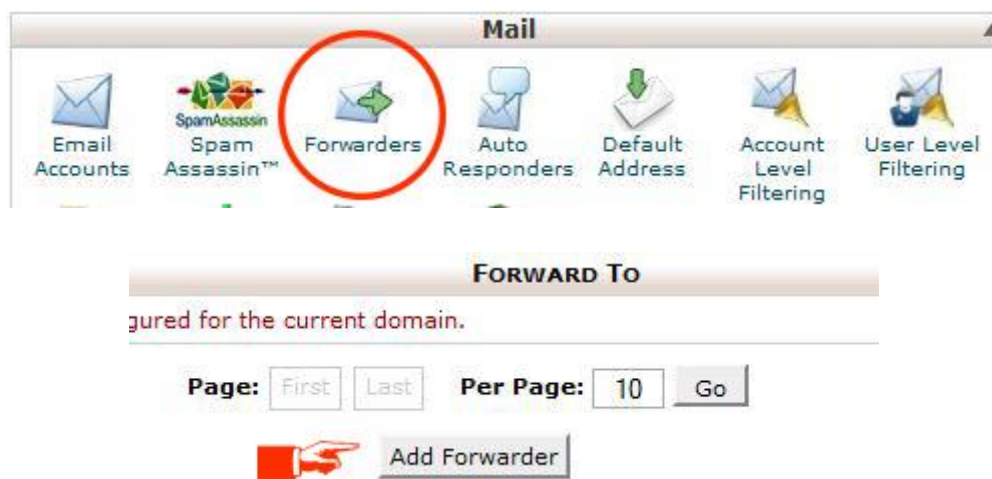 Mail
SpamAssassin
Email Accounts
Spam Assassin™
Forwarders
Auto Responders
Default Address
Account Level Filtering
User Level Filtering
FORWARD TO
gured for the current domain.
Page: First Last Per Page: 10 Go
Add Forwarder